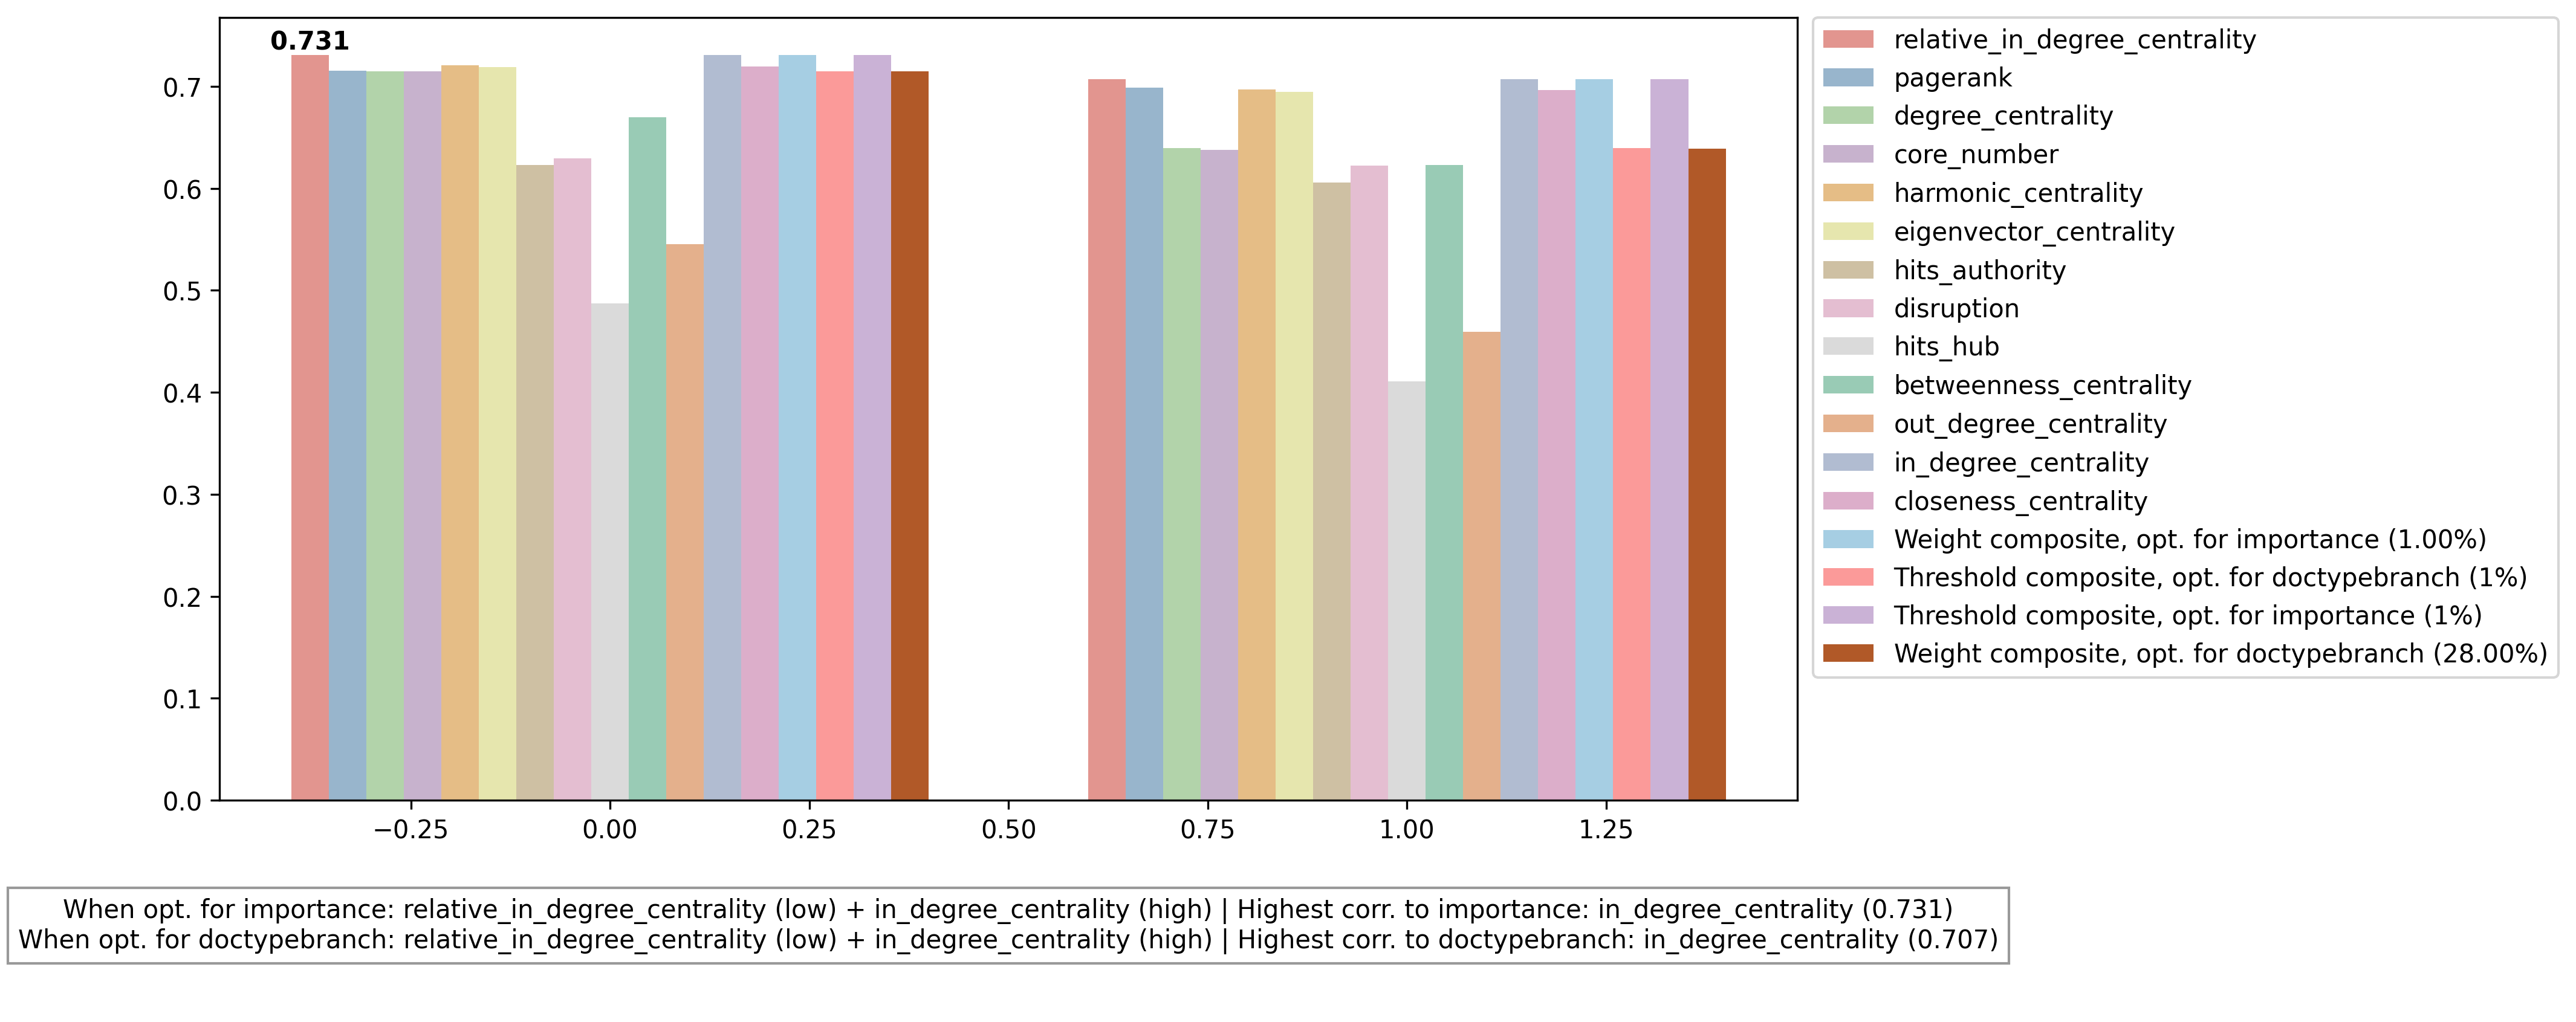 0.731
0.7
0.6
0.5
0.4
0.3
0.2
0.1
0.0
−0.25 0.00 0.25 0.50 0.75 1.00 1.25
relative_in_degree_centrality
pagerank
degree_centrality
core_number
harmonic_centrality
eigenvector_centrality
hits_authority
disruption
hits_hub
betweenness_centrality
out_degree_centrality
in_degree_centrality
closeness_centrality
Weight composite, opt. for importance (1.00%)
Threshold composite, opt. for doctypebranch (1%)
Threshold composite, opt. for importance (1%)
Weight composite, opt. for doctypebranch (28.00%)
When opt. for importance: relative_in_degree_centrality (low) + in_degree_centrality (high) | Highest corr. to importance: in_degree_centrality (0.731)
When opt. for doctypebranch: relative_in_degree_centrality (low) + in_degree_centrality (high) | Highest corr. to doctypebranch: in_degree_centrality (0.707)